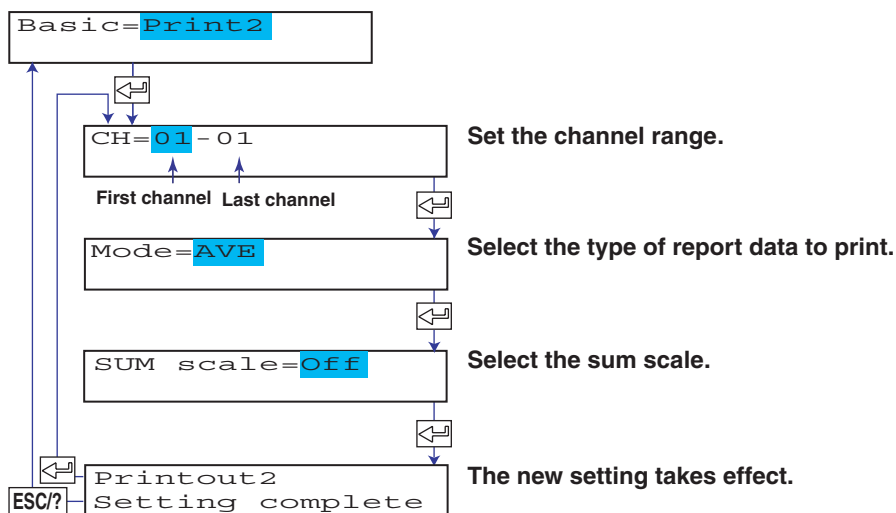 Basic=Print2
CH=01-01
Set the channel range.
First channel Last channel
Mode=AVE
Select the type of report data to print.
SUM scale=Off
Select the sum scale.
Printout2
The new setting takes effect.
ESC/?
Setting complete